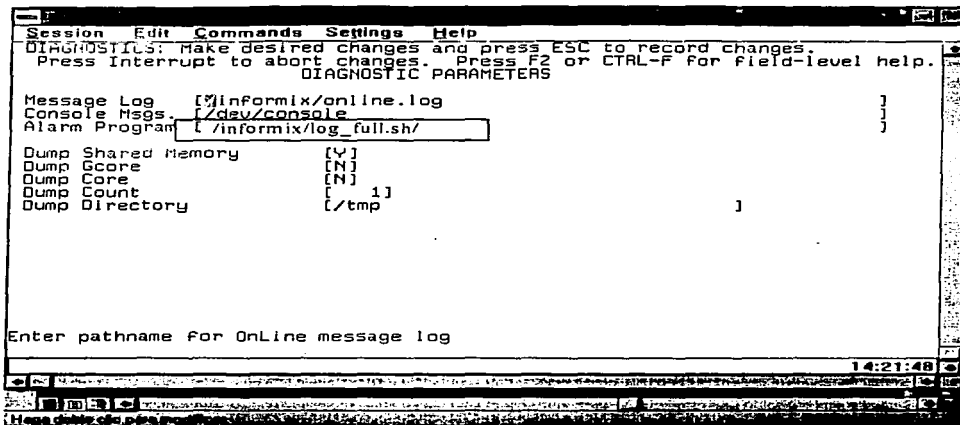 Session Edit Commands Settings Help
DIAGNOSTICS: Make desired changes and press ESC to record changes.
Press Interrupt to abort changes. Press F2 or CTRL-F for field-level help.
DIAGNOSTIC PARAMETERS
Message Log [/informix/online.log ]
Console Msgs. [/dev/console ]
Alarm Program [ /informix/log_full.sh/ ]
Dump Shared Memory [Y]
Dump Gcore [N]
Dump Core [N]
Dump Count [ 1]
Dump Directory [/tmp ]
Enter pathname for OnLine message log
14:21:48